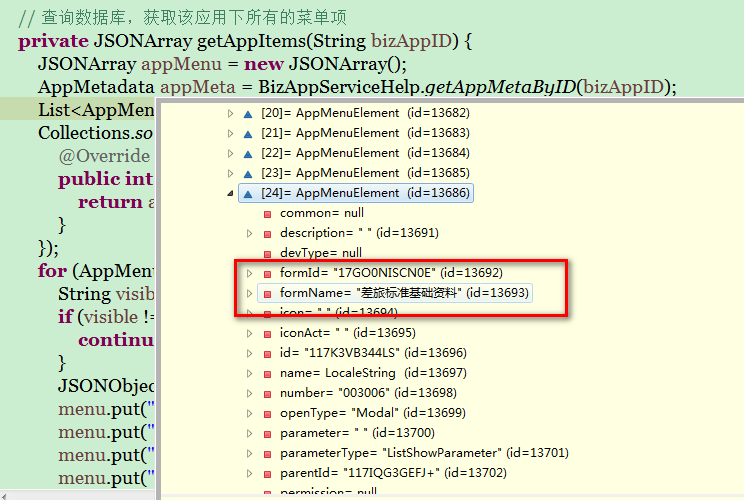 // 查询数据库，获取该应用下所有的菜单项
private JSONArray getAppItems(String bizAppID) {
JSONArray appMenu = new JSONArray();
AppMetadata appMeta = BizAppServiceHelp.getAppMetaByID(bizAppID);
List<AppMen
Collections.so
@Override
public int
return a
}
});
for (AppMenu
String visib
if (visible !=
continu
}
JSONObjec
menu.put("
menu.put("
menu.put("
menu.put("
[20]= AppMenuElement (id=13682)
[21]= AppMenuElement (id=13683)
[22]= AppMenuElement (id=13684)
[23]= AppMenuElement (id=13685)
[24]= AppMenuElement (id=13686)
common= null
description= " " (id=13691)
devType= null
formId= "17GO0NISCN0E" (id=13692)
formName= "差旅标准基础资料" (id=13693)
icon= " " (id=13694)
iconAct= " " (id=13695)
id= "117K3VB344LS" (id=13696)
name= LocaleString (id=13697)
number= "003006" (id=13698)
openType= "Modal" (id=13699)
parameter= " " (id=13700)
parameterType= "ListShowParameter" (id=13701)
parentId= "117IQG3GEFJ+" (id=13702)
permission= null